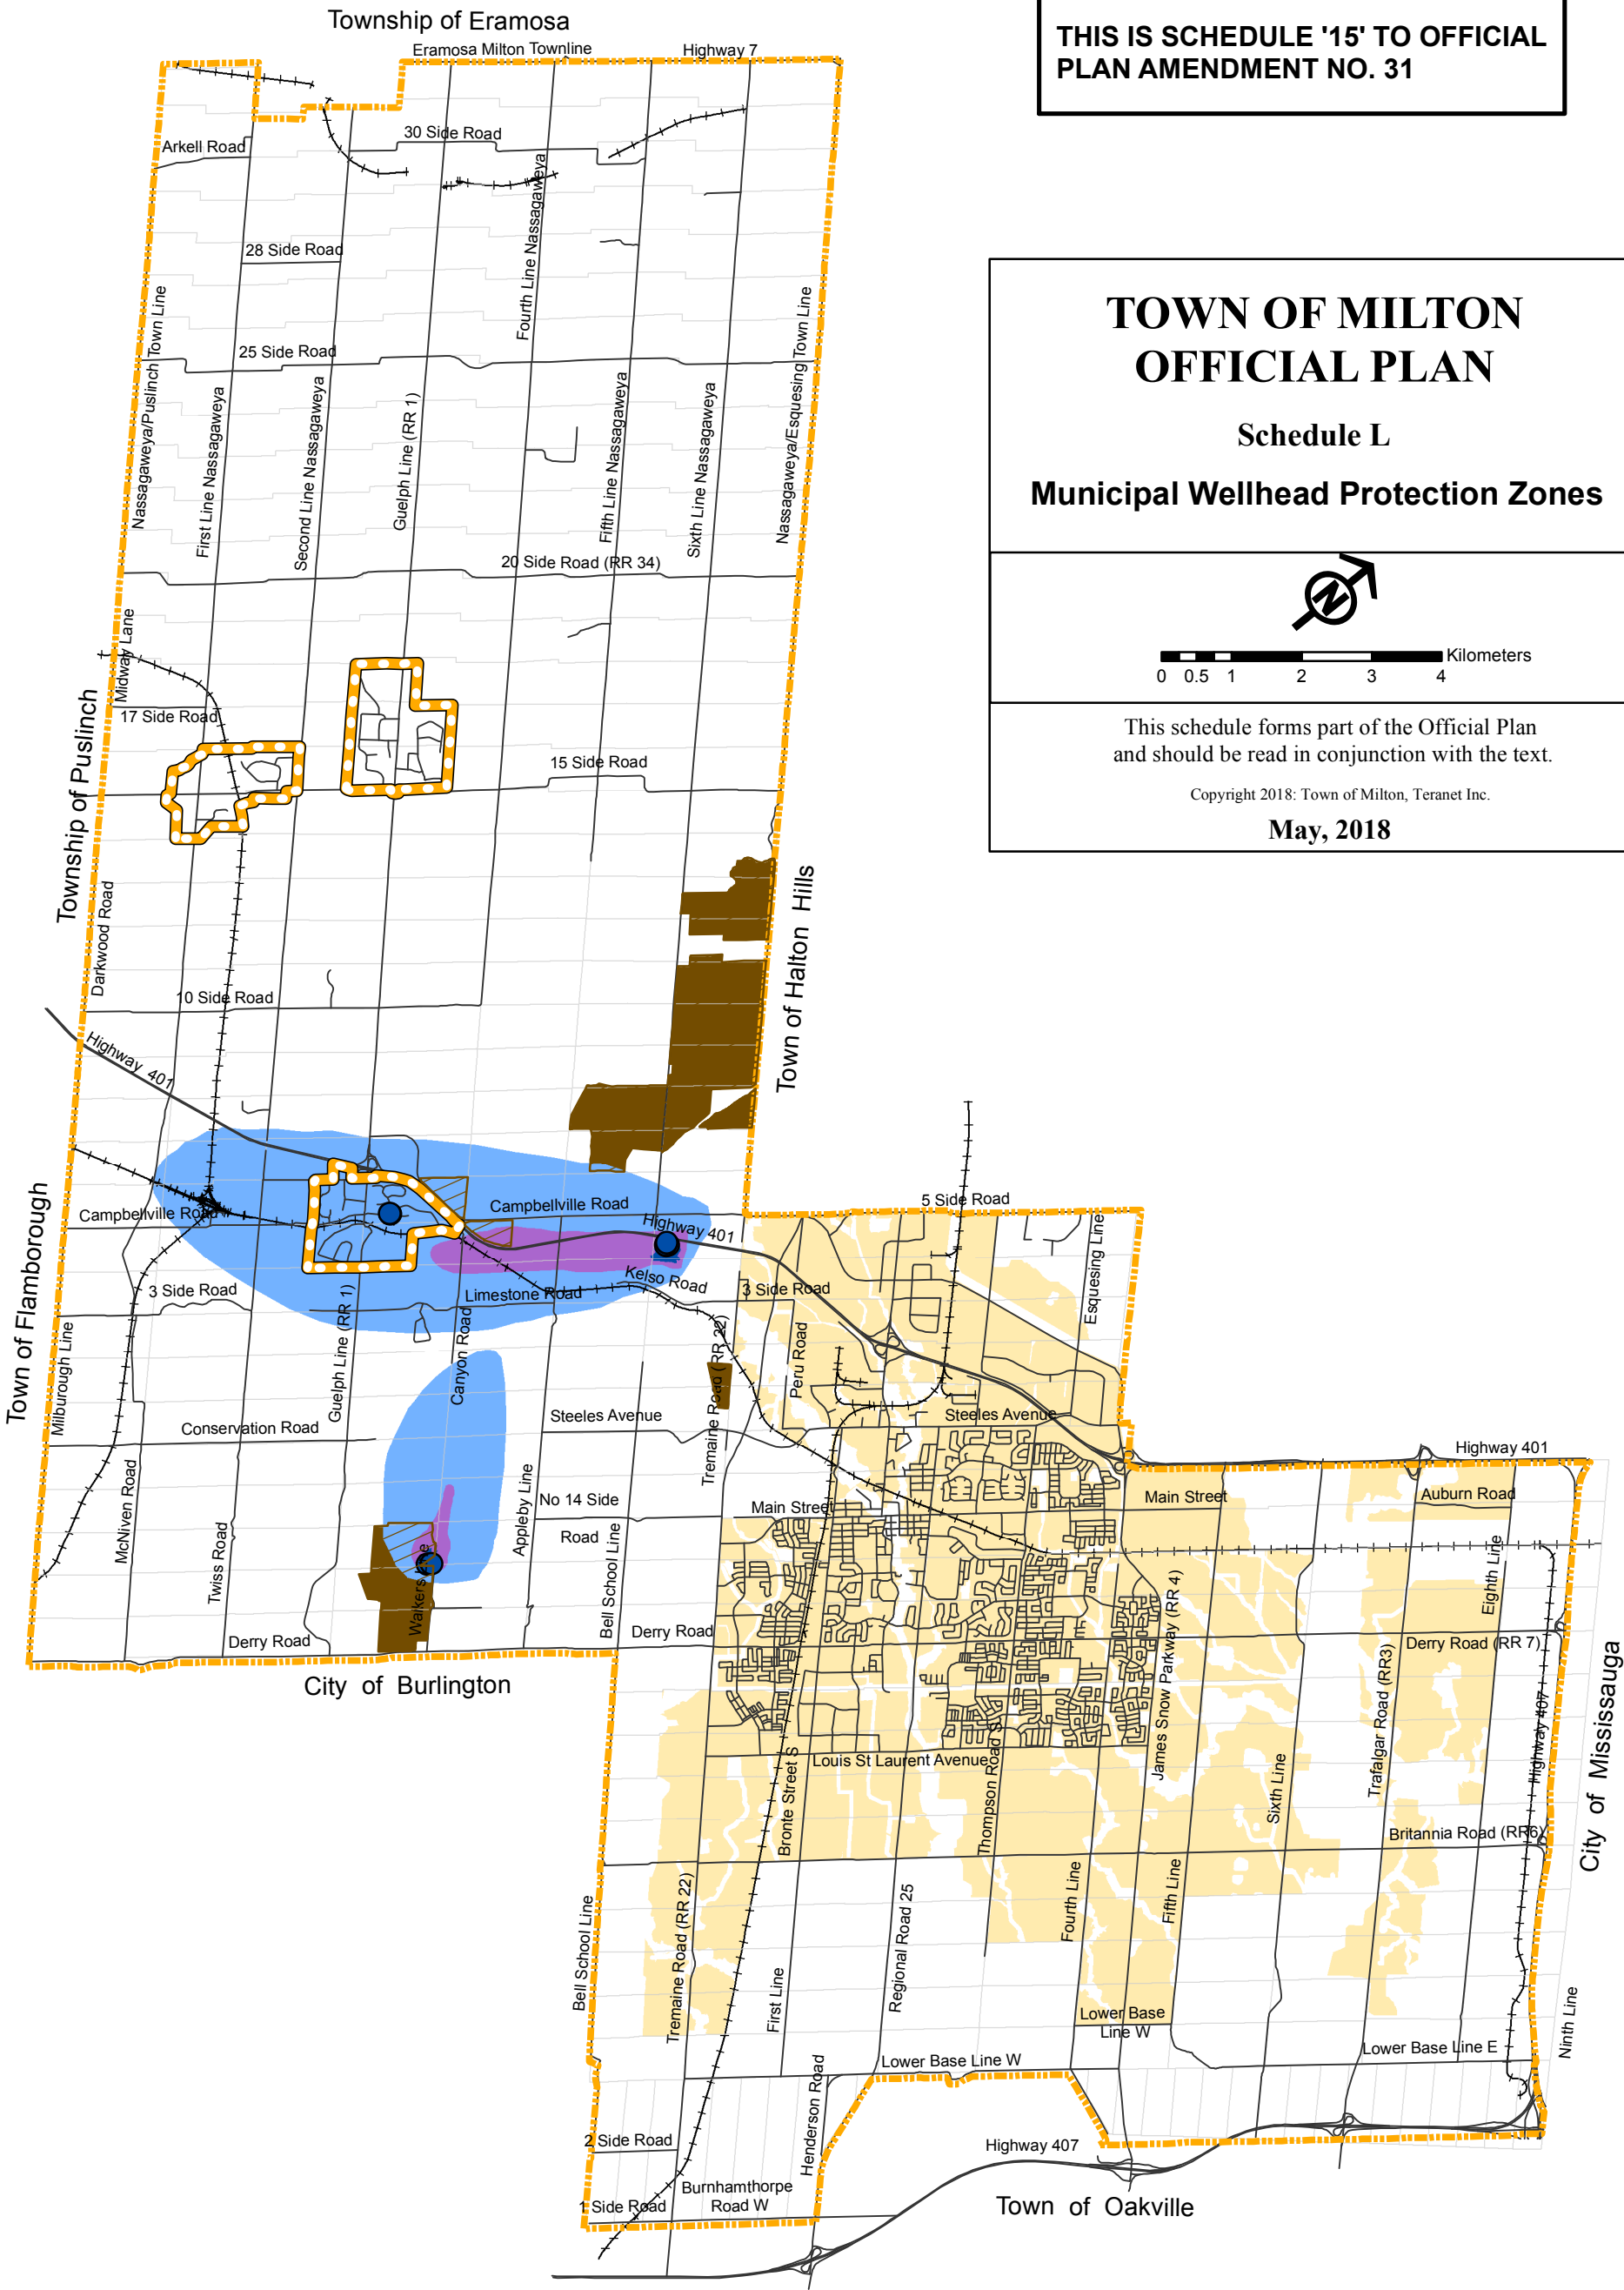 Township of Eramosa
Eramosa Milton Townline
Highway 7
THIS IS SCHEDULE '15' TO OFFICIAL
PLAN AMENDMENT NO. 31
TOWN OF MILTON
OFFICIAL PLAN
Schedule L
Municipal Wellhead Protection Zones
N
Kilometers
0 0.5 1 2 3 4
This schedule forms part of the Official Plan
and should be read in conjunction with the text.
Copyright 2018: Town of Milton, Teranet Inc.
May, 2018
Arkell Road
30 Side Road
28 Side Road
Fourth Line Nassagaweya
Nassagaweya/Puslinch Town Line
25 Side Road
First Line Nassagaweya
Second Line Nassagaweya
Guelph Line (RR 1)
Fifth Line Nassagaweya
Sixth Line Nassagaweya
Nassagaweya/Esquesing Town Line
20 Side Road (RR 34)
Midway Lane
17 Side Road
Township of Puslinch
15 Side Road
Darkwood Road
Town of Halton Hills
10 Side Road
Highway 401
Campbellville Road
Campbellville Road
Highway 401
5 Side Road
Town of Flamborough
3 Side Road
Kelso Road
Limestone Road
3 Side Road
Esquesing Line
Milburough Line
Guelph Line (RR 1)
Canyon Road
Tremaine Road (RR 22)
Peru Road
Conservation Road
Steeles Avenue
Steeles Avenue
Highway 401
McNiven Road
Twiss Road
Walkers Line
Appleby Line
No 14 Side
Road
Bell School Line
Main Street
Main Street
Auburn Road
Eighth Line
Derry Road
Derry Road
Derry Road (RR 7)
City of Burlington
James Snow Parkway (RR 4)
Trafalgar Road (RR3)
Highway 407
City of Mississauga
Louis St Laurent Avenue
Bronte Street S
Thompson Road S
Sixth Line
Britannia Road (RR6)
Bell School Line
Tremaine Road (RR 22)
First Line
Regional Road 25
Fourth Line
Fifth Line
Lower Base
Line W
Lower Base Line W
Lower Base Line E
Ninth Line
Henderson Road
2 Side Road
Highway 407
Burnhamthorpe
Road W
1 Side Road
Town of Oakville